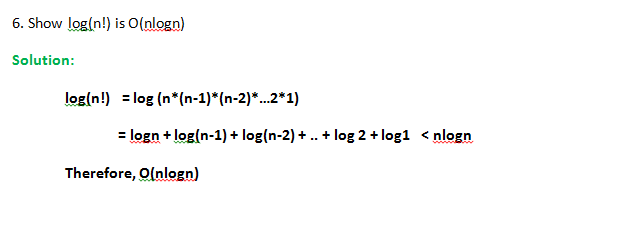 6. Show log(n!) is O(nlogn)
Solution:
log(n!) = log (n*(n-1)*(n-2)*...2*1)
= logn + log(n-1) + log(n-2) + .. + log 2 + log1 < nlogn
Therefore, O(nlogn)